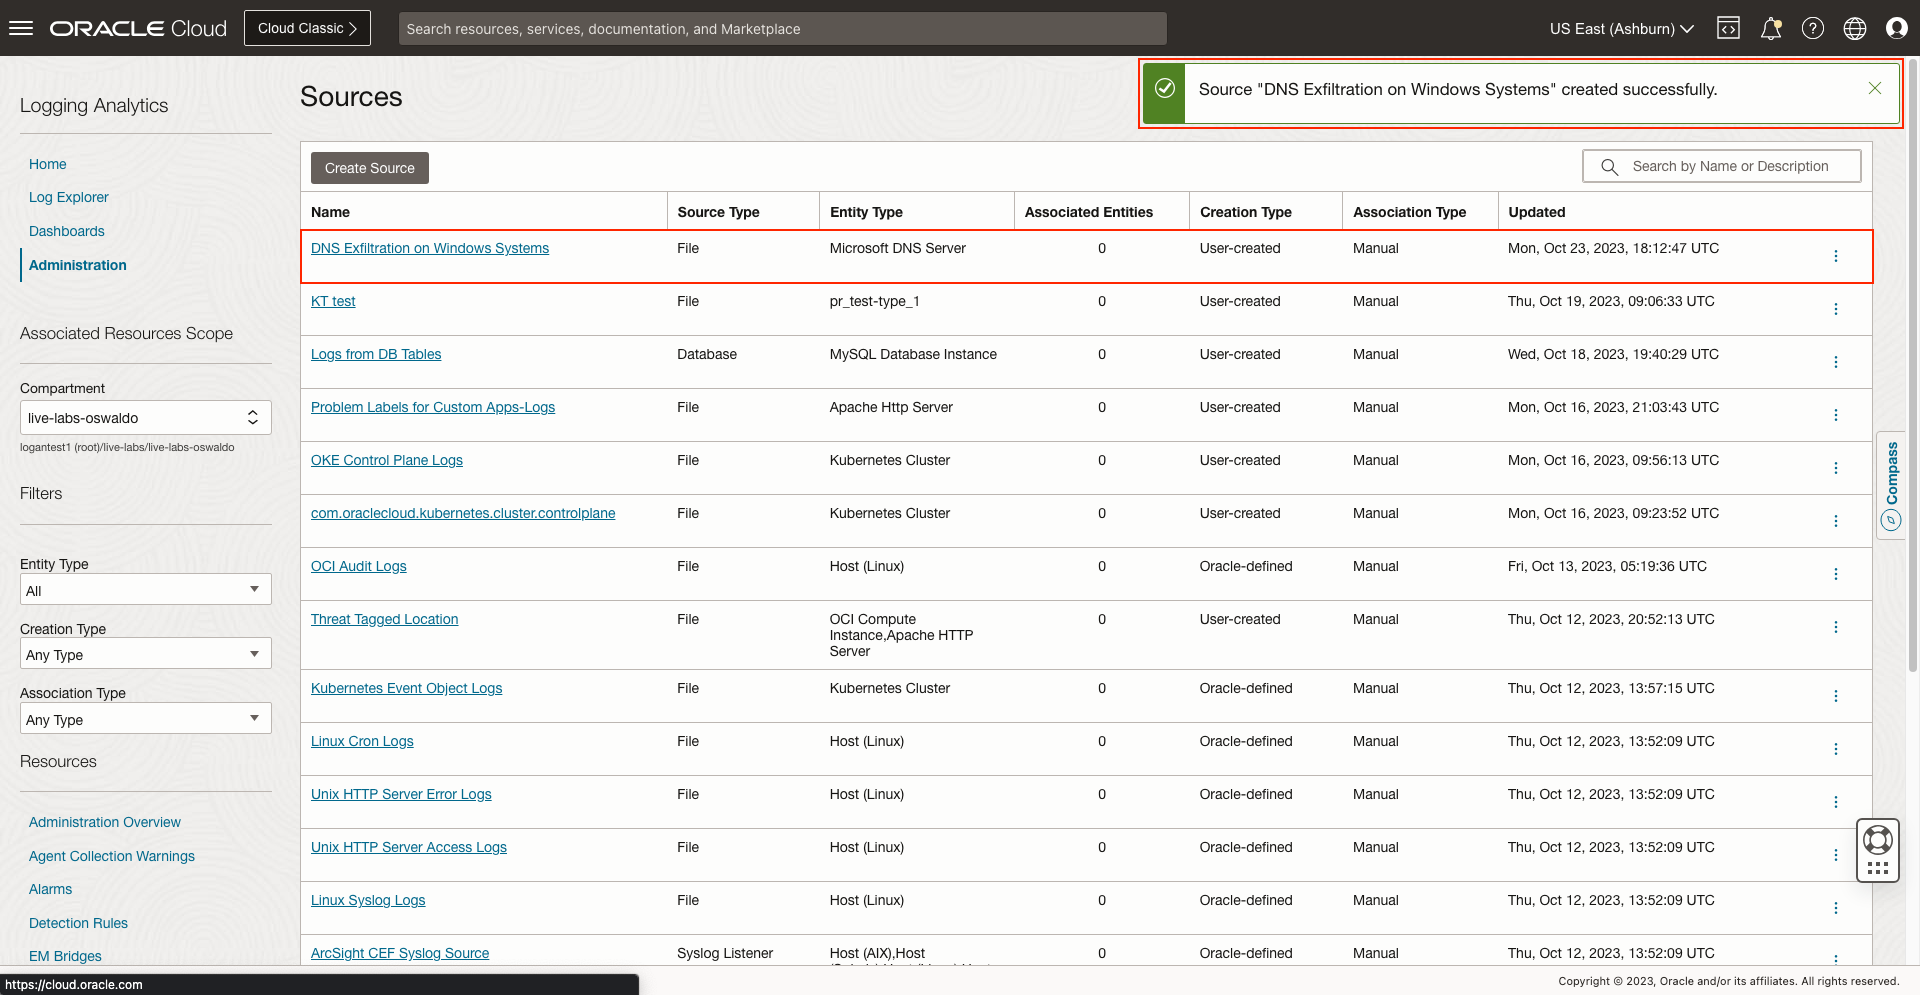 ORACLE Cloud
Cloud Classic
Search resources, services, documentation, and Marketplace
US East (Ashburn)
Logging Analytics
Home
Log Explorer
Dashboards
Administration
Associated Resources Scope
Compartment
live-labs-oswaldo
logantest1 (root)/live-labs/live-labs-oswaldo
Filters
Entity Type
All
Creation Type
Any Type
Association Type
Any Type
Resources
Administration Overview
Agent Collection Warnings
Alarms
Detection Rules
EM Bridges
Sources
Source "DNS Exfiltration on Windows Systems" created successfully.
Create Source
Search by Name or Description
Name Source Type Entity Type Associated Entities Creation Type Association Type Updated
DNS Exfiltration on Windows Systems File Microsoft DNS Server 0 User-created Manual Mon, Oct 23, 2023, 18:12:47 UTC
KT test File pr_test-type_1 0 User-created Manual Thu, Oct 19, 2023, 09:06:33 UTC
Logs from DB Tables Database MySQL Database Instance 0 User-created Manual Wed, Oct 18, 2023, 19:40:29 UTC
Problem Labels for Custom Apps-Logs File Apache Http Server 0 User-created Manual Mon, Oct 16, 2023, 21:03:43 UTC
OKE Control Plane Logs File Kubernetes Cluster 0 User-created Manual Mon, Oct 16, 2023, 09:56:13 UTC
com.oraclecloud.kubernetes.cluster.controlplane File Kubernetes Cluster 0 User-created Manual Mon, Oct 16, 2023, 09:23:52 UTC
OCI Audit Logs File Host (Linux) 0 Oracle-defined Manual Fri, Oct 13, 2023, 05:19:36 UTC
Threat Tagged Location File OCI Compute 0 User-created Manual Thu, Oct 12, 2023, 20:52:13 UTC
Instance,Apache HTTP
Server
Kubernetes Event Object Logs File Kubernetes Cluster 0 Oracle-defined Manual Thu, Oct 12, 2023, 13:57:15 UTC
Linux Cron Logs File Host (Linux) 0 Oracle-defined Manual Thu, Oct 12, 2023, 13:52:09 UTC
Unix HTTP Server Error Logs File Host (Linux) 0 Oracle-defined Manual Thu, Oct 12, 2023, 13:52:09 UTC
Unix HTTP Server Access Logs File Host (Linux) 0 Oracle-defined Manual Thu, Oct 12, 2023, 13:52:09 UTC
Linux Syslog Logs File Host (Linux) 0 Oracle-defined Manual Thu, Oct 12, 2023, 13:52:09 UTC
ArcSight CEF Syslog Source Syslog Listener Host (AIX),Host 0 Oracle-defined Manual Thu, Oct 12, 2023, 13:52:09 UTC
Compass
https://cloud.oracle.com
Copyright © 2023, Oracle and/or its affiliates. All rights reserved.